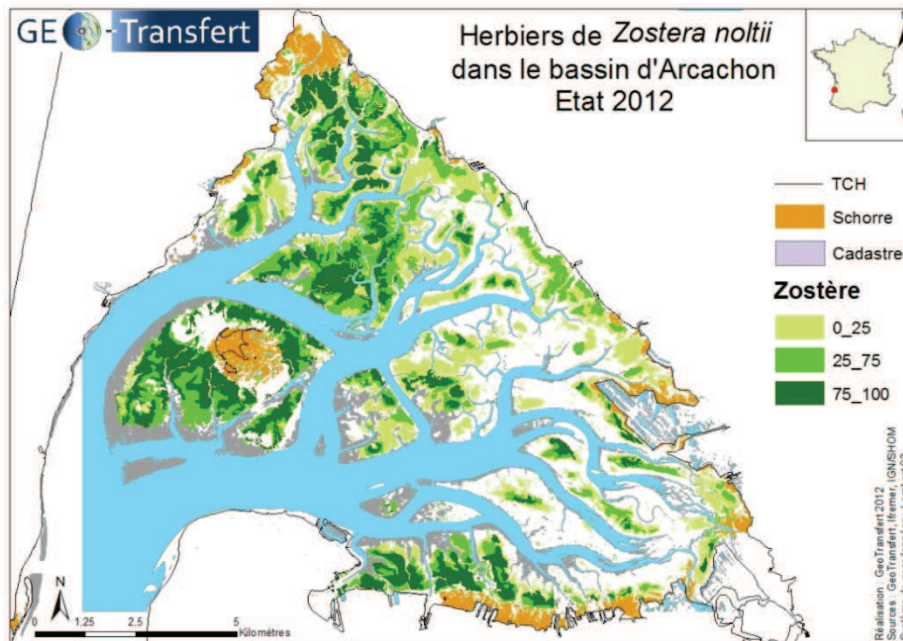 GEO-Transfert
Herbiers de Zostera noltii
dans le bassin d'Arcachon
Etat 2012
TCH
Schorre
Cadastre
Zostère
0_25
25_75
75_100
Réalisation : GeoTransfert 2012
Sources : GeoTransfert, Ifremer, IGN/SHOM
N
0 1.25 2.5 5
Kilomètres